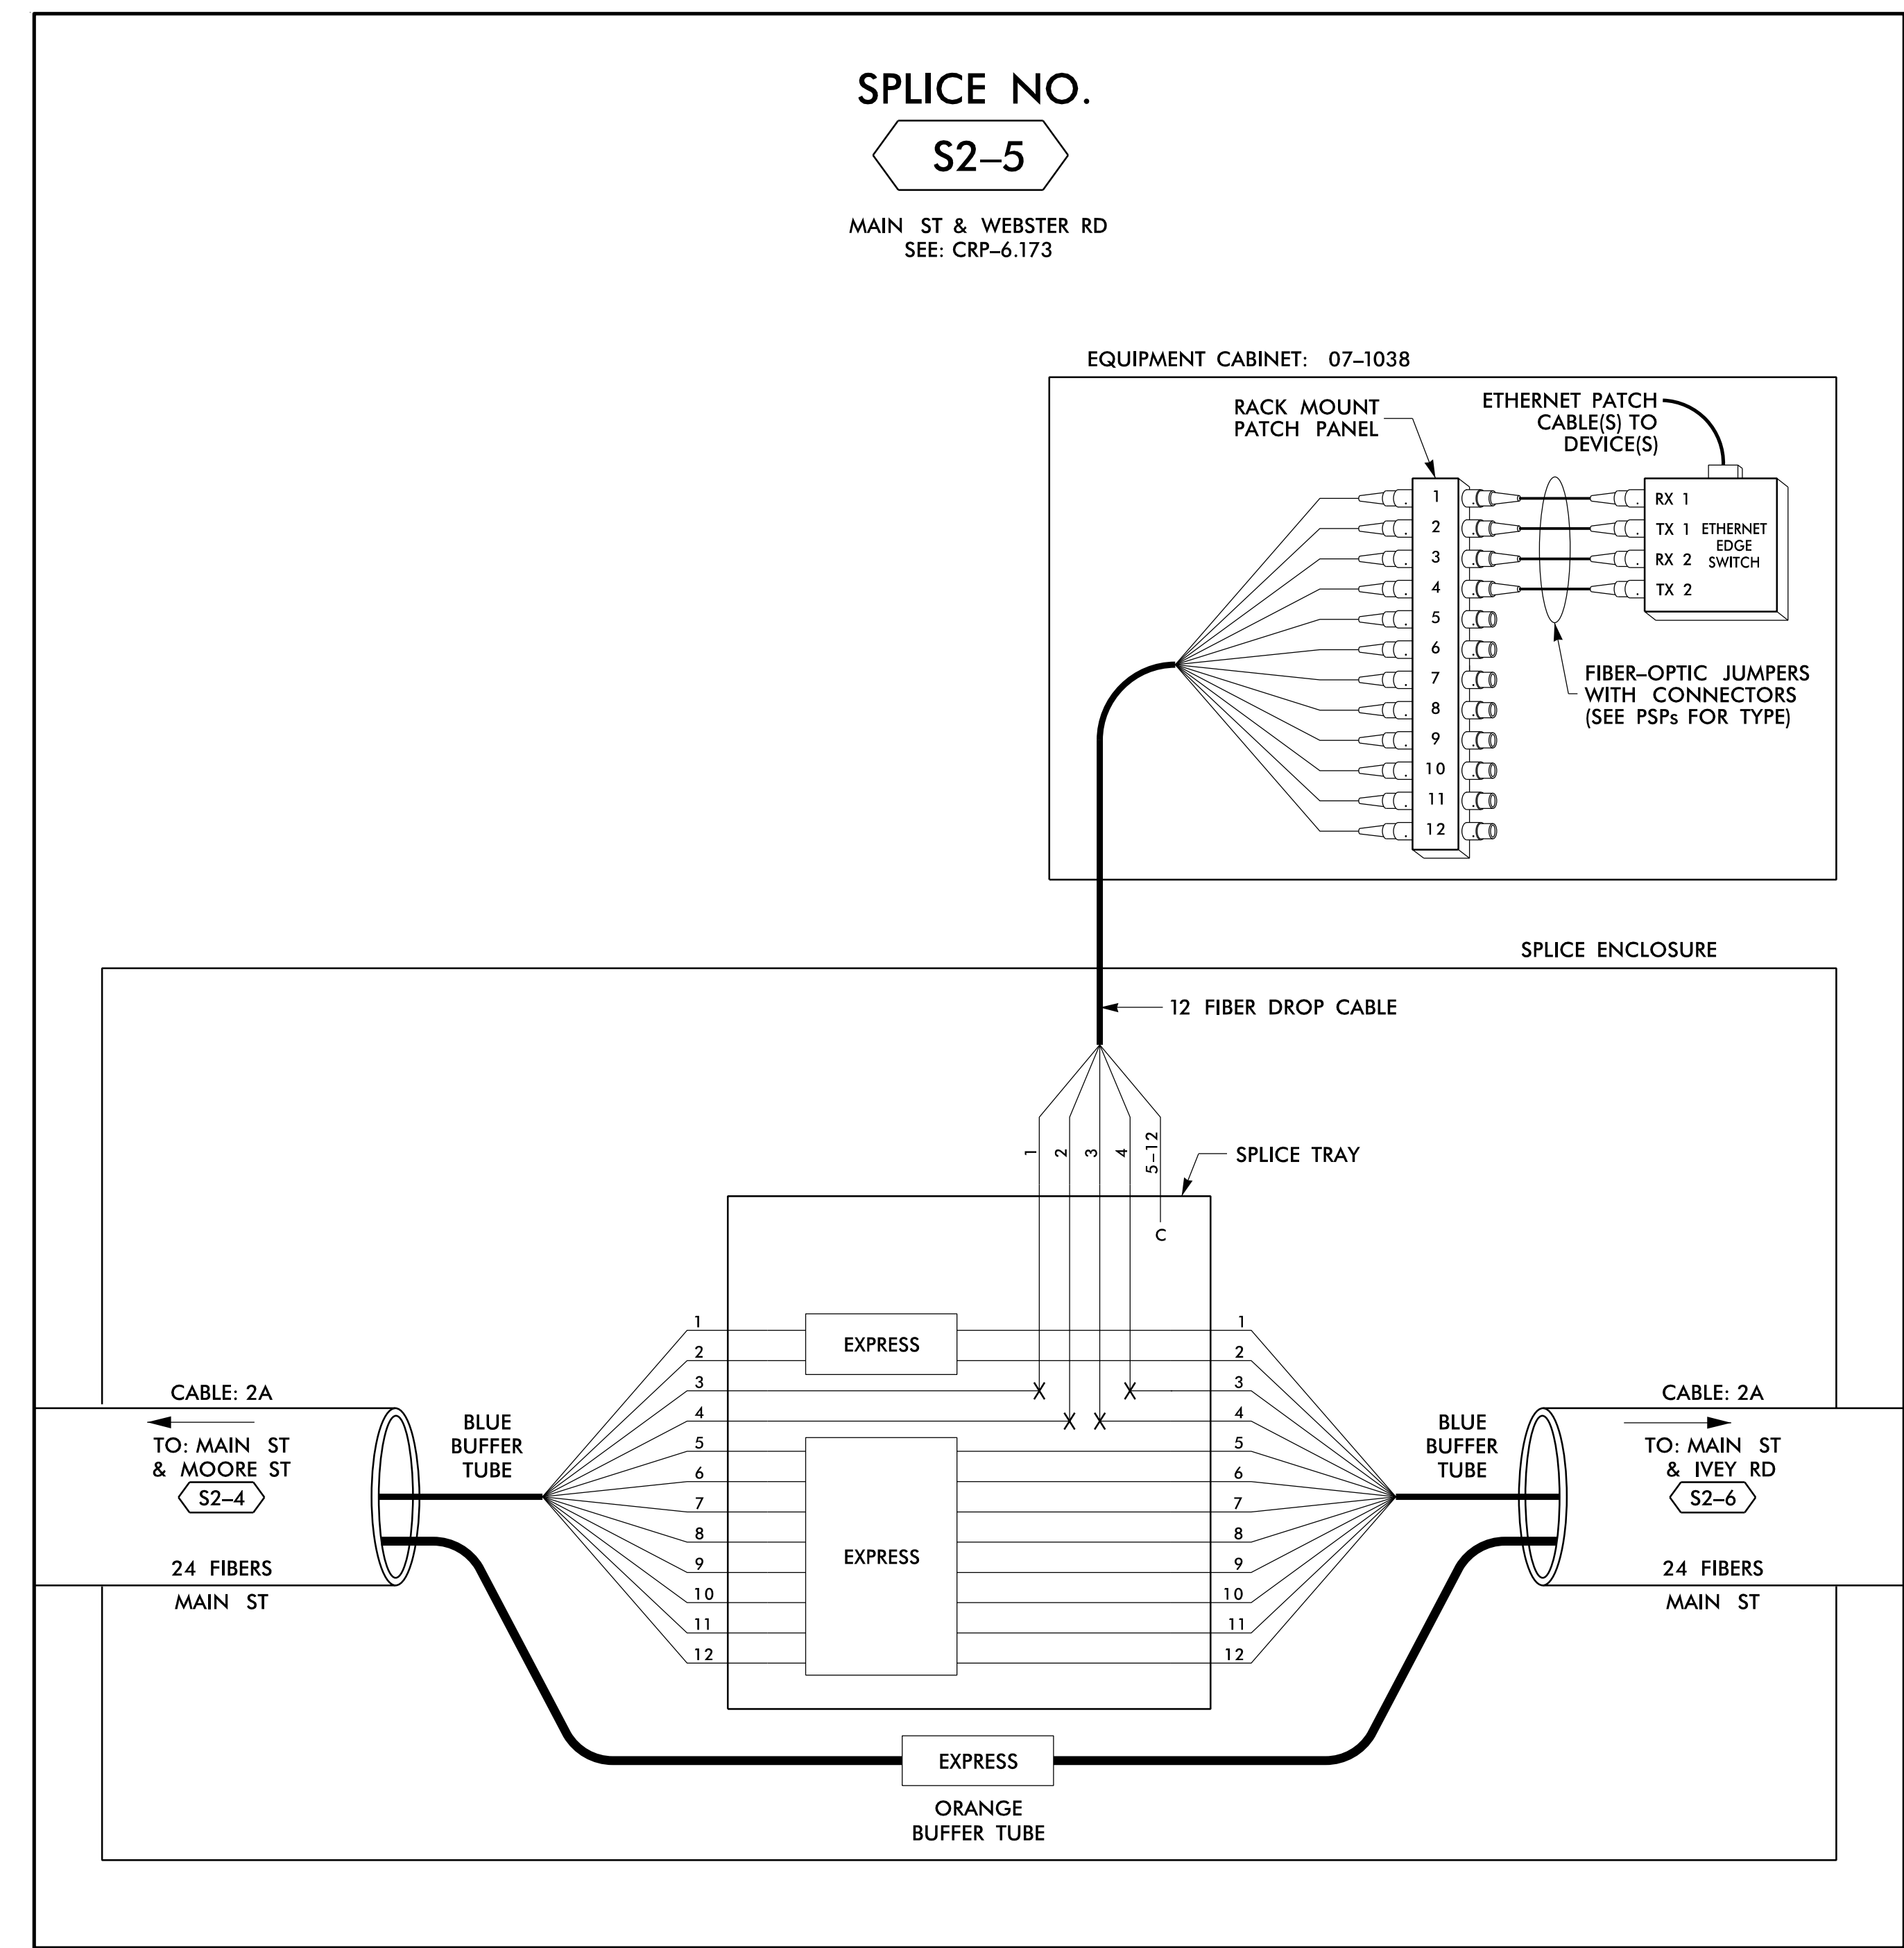 SPLICE NO.
S2–5
MAIN ST & WEBSTER RD
SEE: CRP–6.173
EQUIPMENT CABINET: 07–1038
RACK MOUNT
PATCH PANEL
ETHERNET PATCH
CABLE(S) TO
DEVICE(S)
1
2
3
4
5
6
7
8
9
10
11
12
RX 1
TX 1
RX 2
TX 2
ETHERNET
EDGE
SWITCH
FIBER–OPTIC JUMPERS
WITH CONNECTORS
(SEE PSPs FOR TYPE)
SPLICE ENCLOSURE
12 FIBER DROP CABLE
1
2
3
4
5–12
SPLICE TRAY
C
CABLE: 2A
TO: MAIN ST
& MOORE ST
S2–4
24 FIBERS
MAIN ST
BLUE
BUFFER
TUBE
1
2
3
4
5
6
7
8
9
10
11
12
EXPRESS
EXPRESS
1
2
3
4
5
6
7
8
9
10
11
12
BLUE
BUFFER
TUBE
CABLE: 2A
TO: MAIN ST
& IVEY RD
S2–6
24 FIBERS
MAIN ST
EXPRESS
ORANGE
BUFFER TUBE